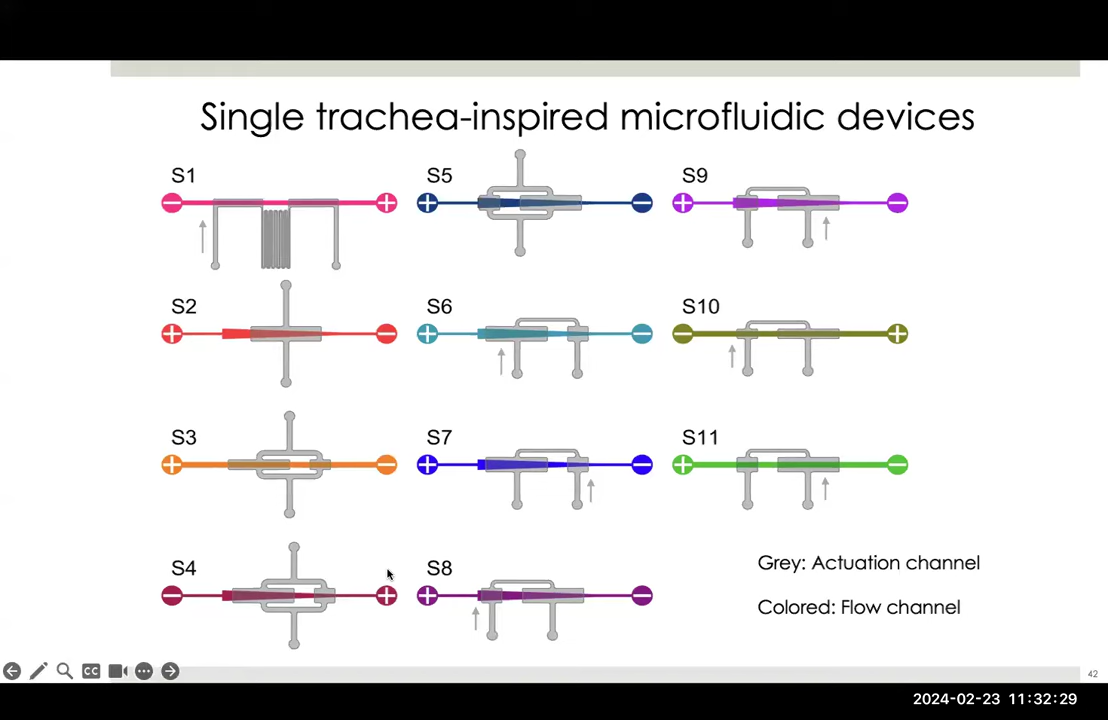 Single trachea-inspired microfluidic devices
S1
S5
S9
S2
S6
S10
S3
S7
S11
S4
S8
Grey: Actuation channel
Colored: Flow channel
CC
42
2024-02-23 11:32:29